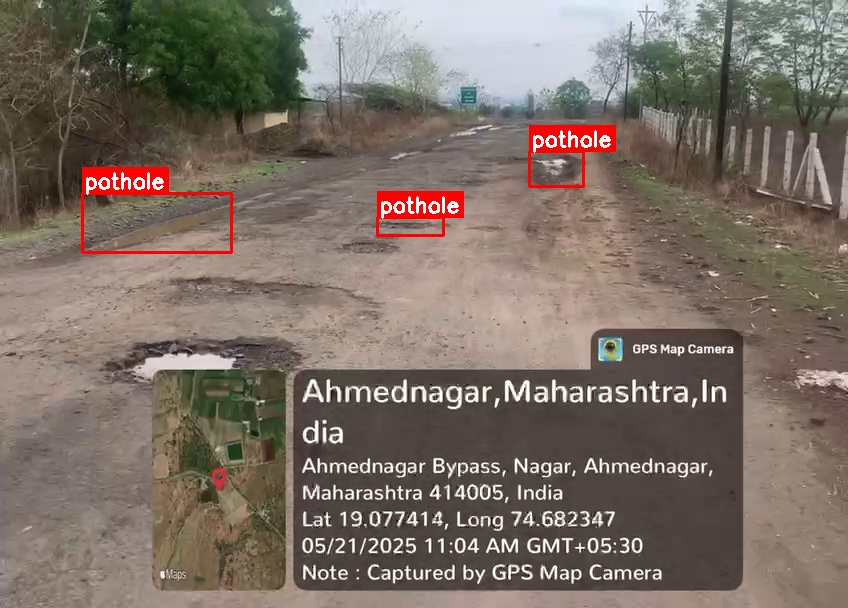 pothole
pothole
pothole
GPS Map Camera
Ahmednagar,Maharashtra,In
dia
Ahmednagar Bypass, Nagar, Ahmednagar,
Maharashtra 414005, India
Lat 19.077414, Long 74.682347
05/21/2025 11:04 AM GMT+05:30
Note : Captured by GPS Map Camera
Maps